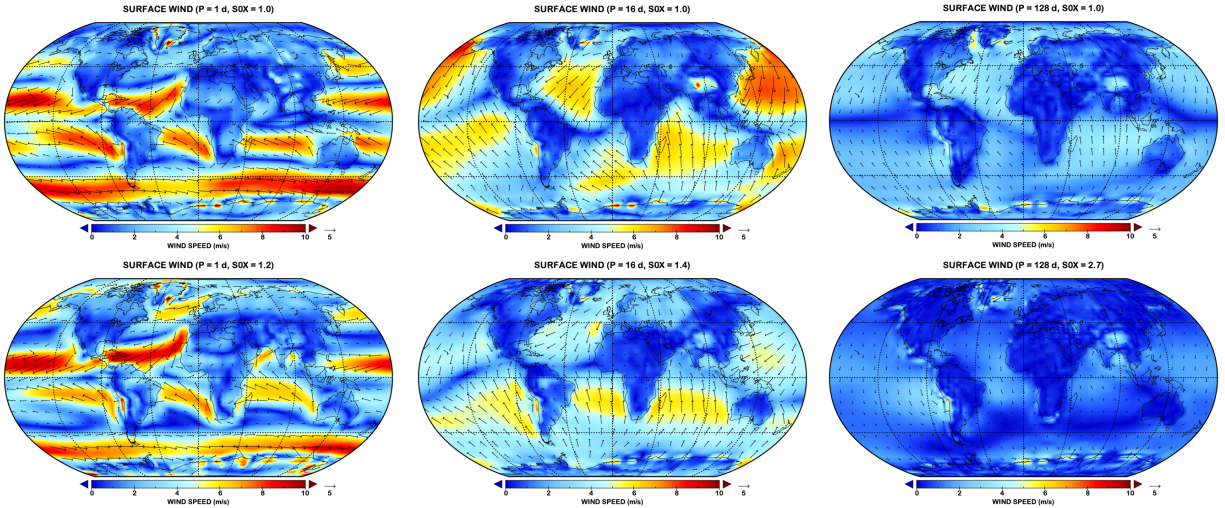 SURFACE WIND (P = 1 d, S0X = 1.0)
0 2 4 6 8 10 5
WIND SPEED (m/s)
SURFACE WIND (P = 16 d, S0X = 1.0)
0 2 4 6 8 10 5
WIND SPEED (m/s)
SURFACE WIND (P = 128 d, S0X = 1.0)
0 2 4 6 8 10 5
WIND SPEED (m/s)
SURFACE WIND (P = 1 d, S0X = 1.2)
0 2 4 6 8 10 5
WIND SPEED (m/s)
SURFACE WIND (P = 16 d, S0X = 1.4)
0 2 4 6 8 10 5
WIND SPEED (m/s)
SURFACE WIND (P = 128 d, S0X = 2.7)
0 2 4 6 8 10 5
WIND SPEED (m/s)